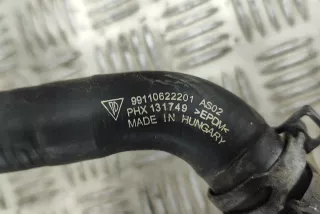 99110622201 AS02
PHX 131749 >EPDM<
MADE IN HUNGARY